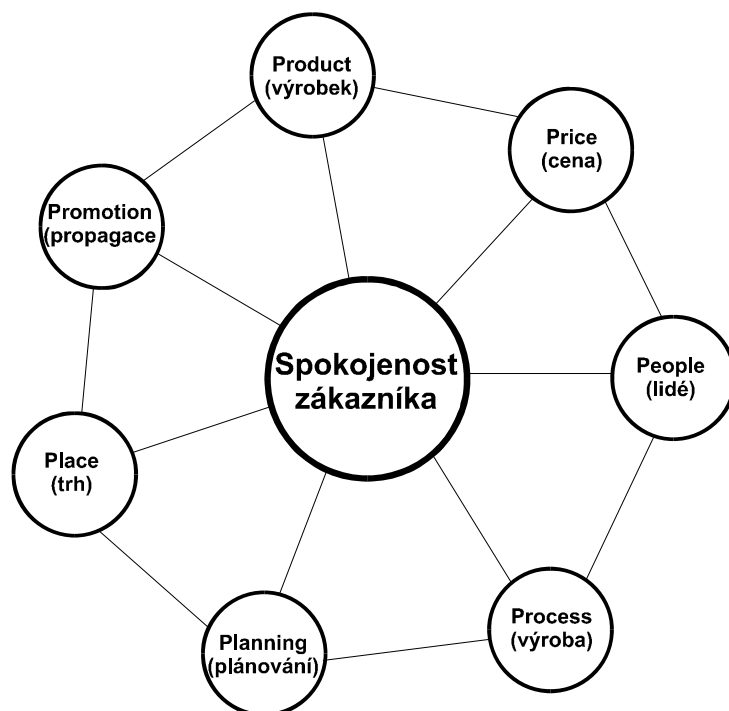 Product
(výrobek)
Price
(cena)
Promotion
(propagace
Spokojenost
zákazníka
People
(lidé)
Place
(trh)
Process
(výroba)
Planning
(plánování)